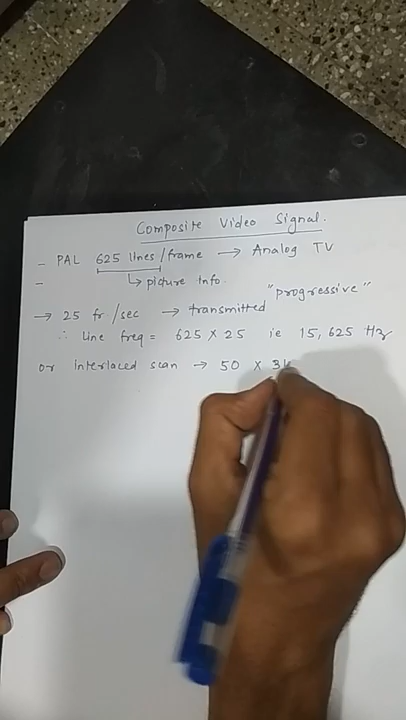 Composite Video Signal.
- PAL 625 lines/frame → Analog TV
- ↳ picture Info.
"progressive"
→ 25 fr/sec → transmitted
∴ Line freq = 625 × 25 ie 15,625 Hz
or Interlaced scan → 50 × 3